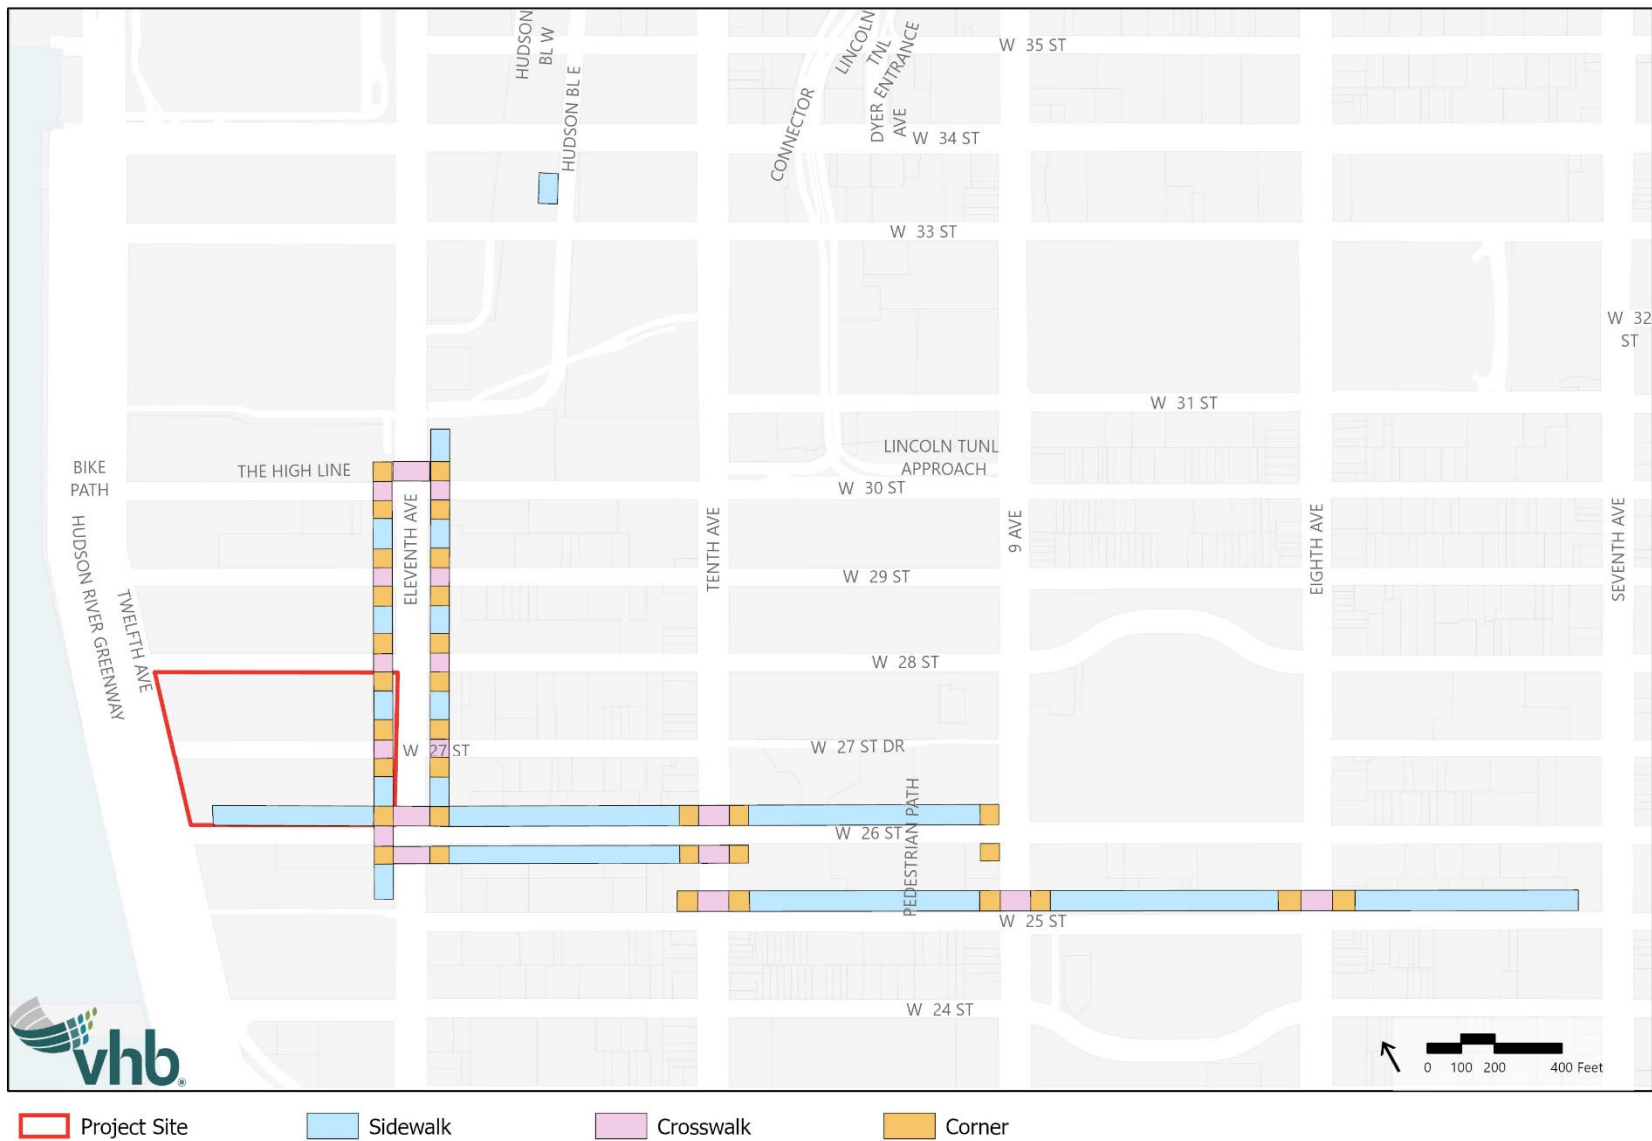 HUDSON
BL W
HUDSON BL E
LINCOLN
TNL
ENTRANCE
DYER
AVE
CONNECTOR
W 35 ST
W 34 ST
W 33 ST
W 32
ST
W 31 ST
LINCOLN TUNL
APPROACH
BIKE
PATH
THE HIGH LINE
W 30 ST
ELEVENTH AVE
TENTH AVE
9 AVE
EIGHTH AVE
SEVENTH AVE
HUDSON RIVER GREENWAY
TWELFTH AVE
W 29 ST
W 28 ST
W 27 ST
W 27 ST DR
PEDESTRIAN PATH
W 26 ST
W 25 ST
W 24 ST
vhb®
0 100 200 400 Feet
Project Site
Sidewalk
Crosswalk
Corner